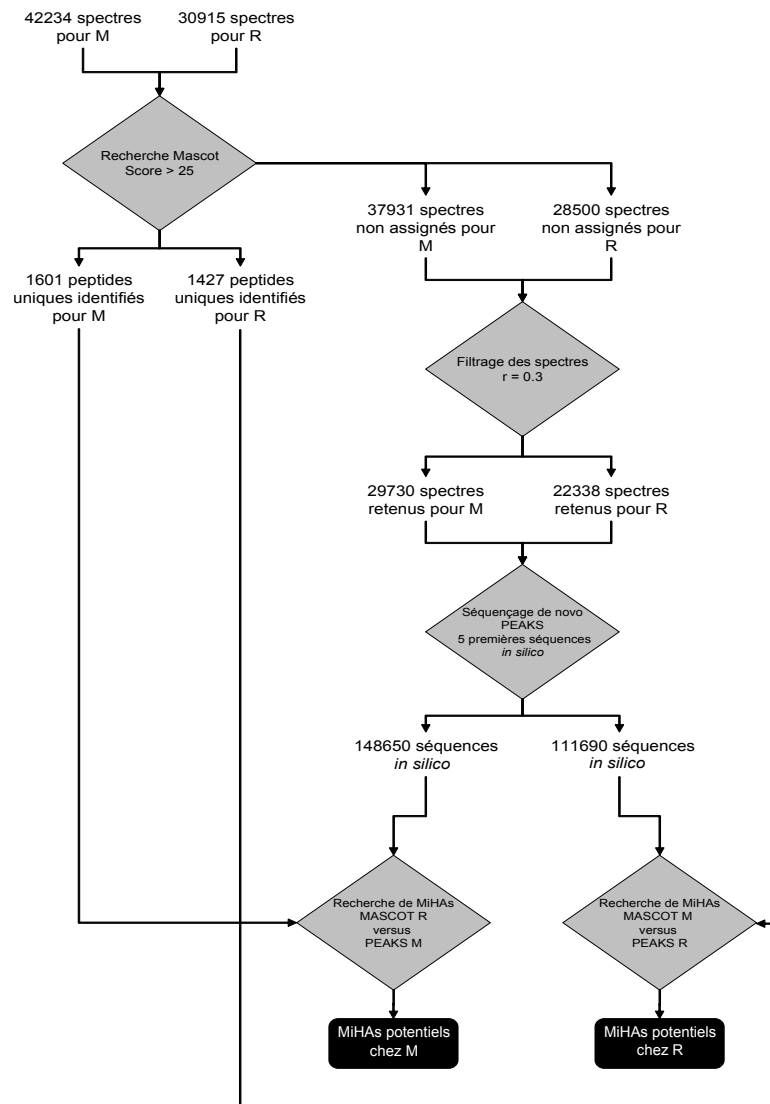 42234 spectres
pour M
30915 spectres
pour R
Recherche Mascot
Score > 25
37931 spectres
non assignés pour
M
28500 spectres
non assignés pour
R
1601 peptides
uniques identifiés
pour M
1427 peptides
uniques identifiés
pour R
Filtrage des spectres
r = 0.3
29730 spectres
retenus pour M
22338 spectres
retenus pour R
Séquençage de novo
PEAKS
5 premières séquences
in silico
148650 séquences
in silico
111690 séquences
in silico
Recherche de MiHAs
MASCOT R
versus
PEAKS M
Recherche de MiHAs
MASCOT M
versus
PEAKS R
MiHAs potentiels
chez M
MiHAs potentiels
chez R